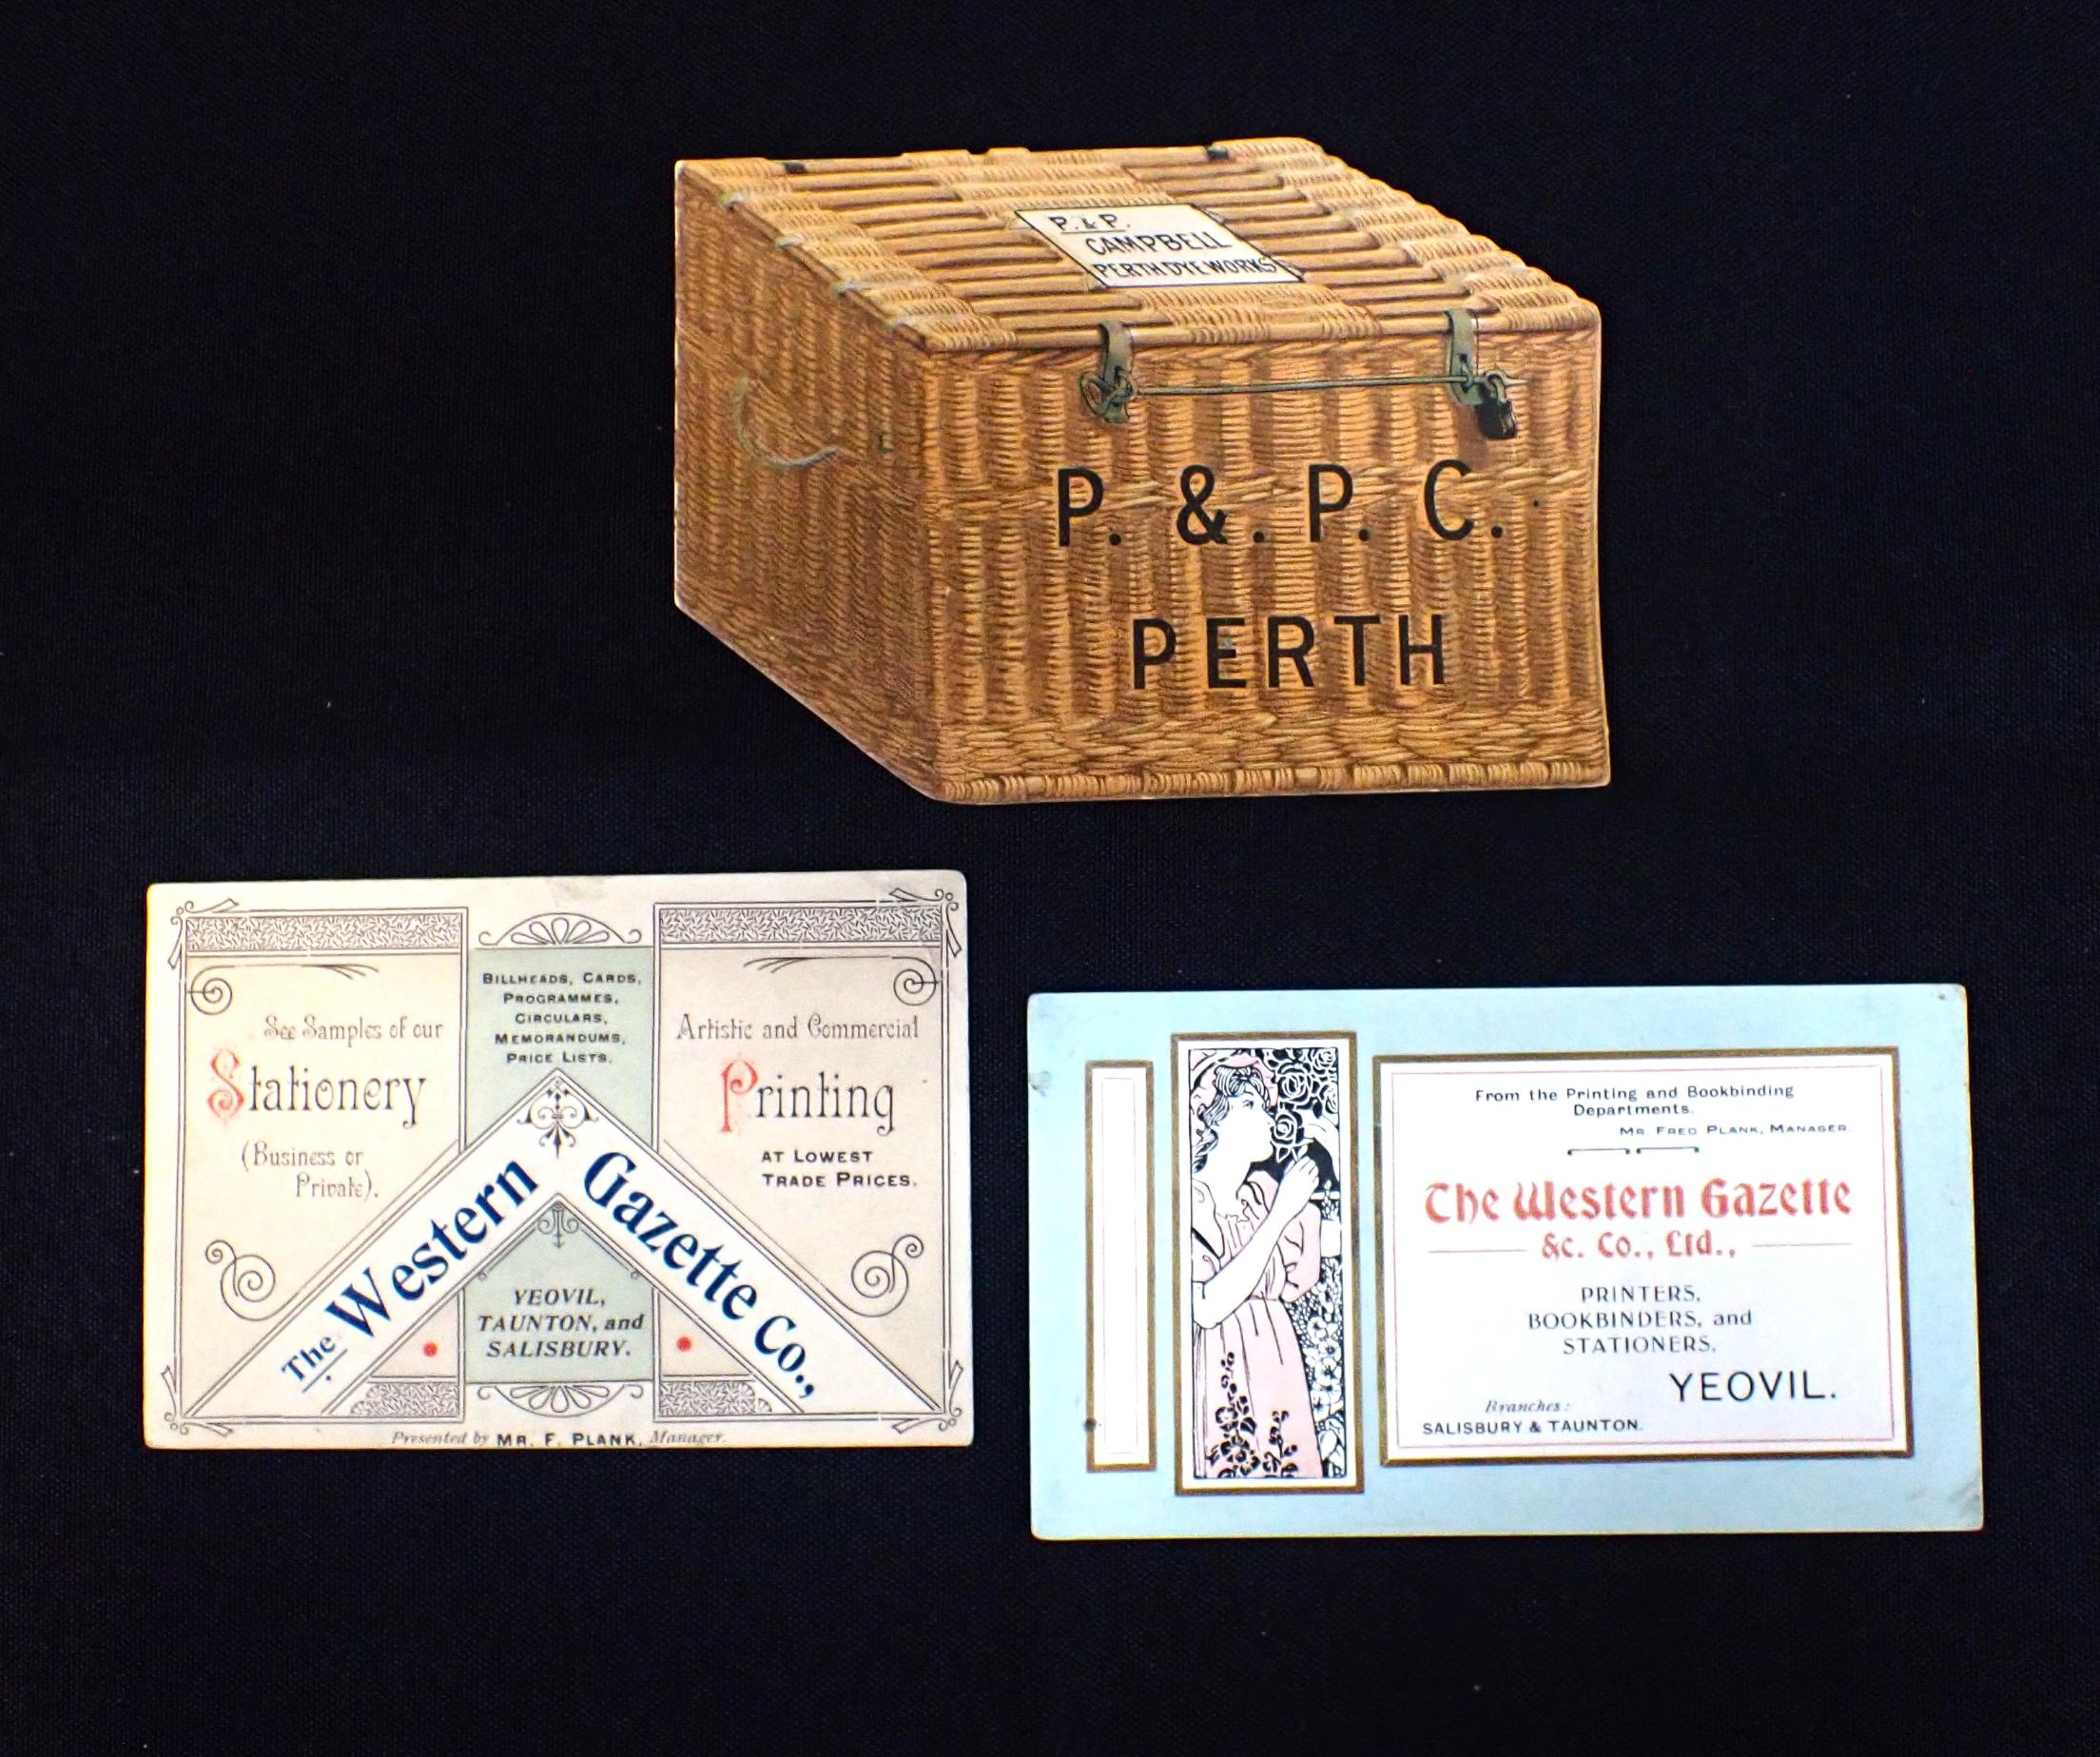 P. & P.
CAMPBELL
PERTH DYE WORKS
P. &. P. C.
PERTH
See Samples of our
Stationery
(Business or
Private).
BILLHEADS, CARDS,
PROGRAMMES,
CIRCULARS,
MEMORANDUMS,
PRICE LISTS.
Artistic and Commercial
Printing
AT LOWEST
TRADE PRICES.
The Western Gazette Co.,
YEOVIL,
TAUNTON, and
SALISBURY.
Presented by MR. F. PLANK, Manager.
From the Printing and Bookbinding
Departments.
MR. FRED PLANK, MANAGER.
The Western Gazette
&c. Co., Ltd.,
PRINTERS,
BOOKBINDERS, and
STATIONERS,
YEOVIL.
Branches:
SALISBURY & TAUNTON.